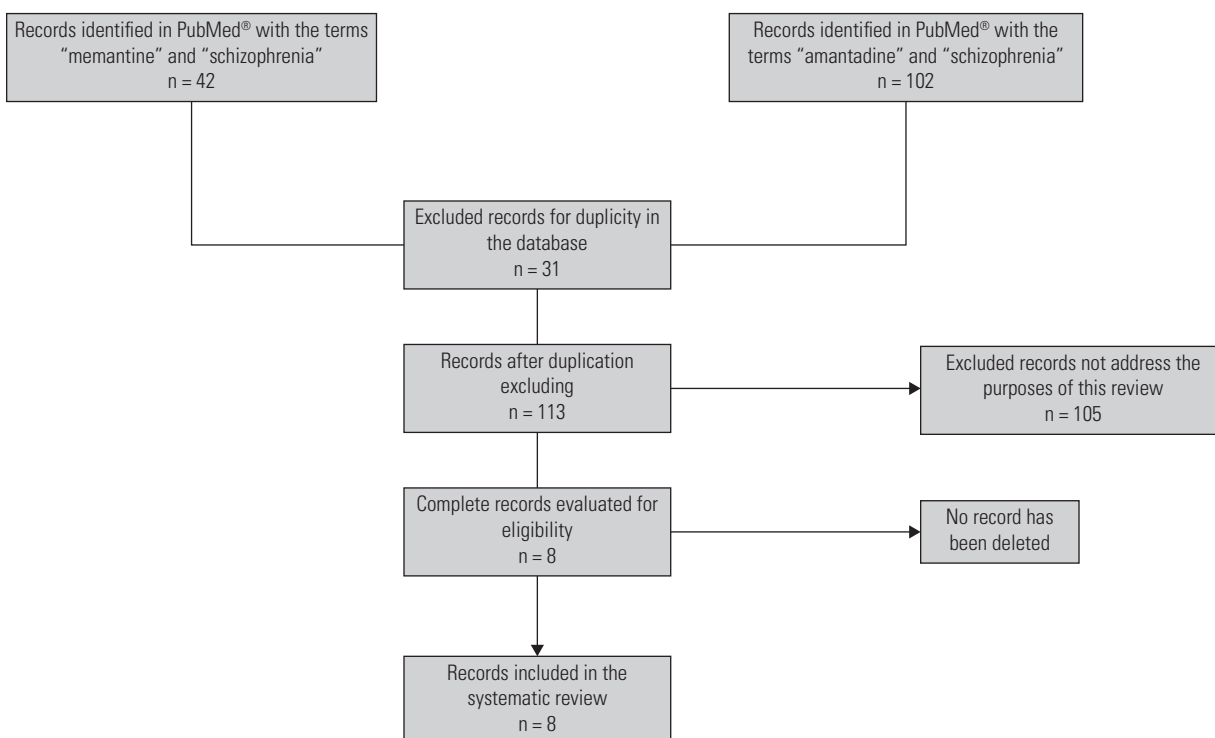 Records identified in PubMed® with the terms
“memantine” and “schizophrenia”
n = 42
Records identified in PubMed® with the
terms “amantadine” and “schizophrenia”
n = 102
Excluded records for duplicity in
the database
n = 31
Records after duplication
excluding
n = 113
Excluded records not address the
purposes of this review
n = 105
Complete records evaluated for
eligibility
n = 8
No record has
been deleted
Records included in the
systematic review
n = 8